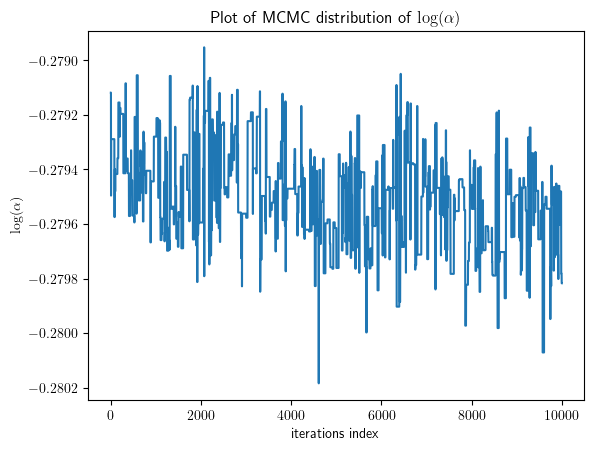 Plot of MCMC distribution of log(α)
log(α)
−0.2790
−0.2792
−0.2794
−0.2796
−0.2798
−0.2800
−0.2802
0 2000 4000 6000 8000 10000
iterations index